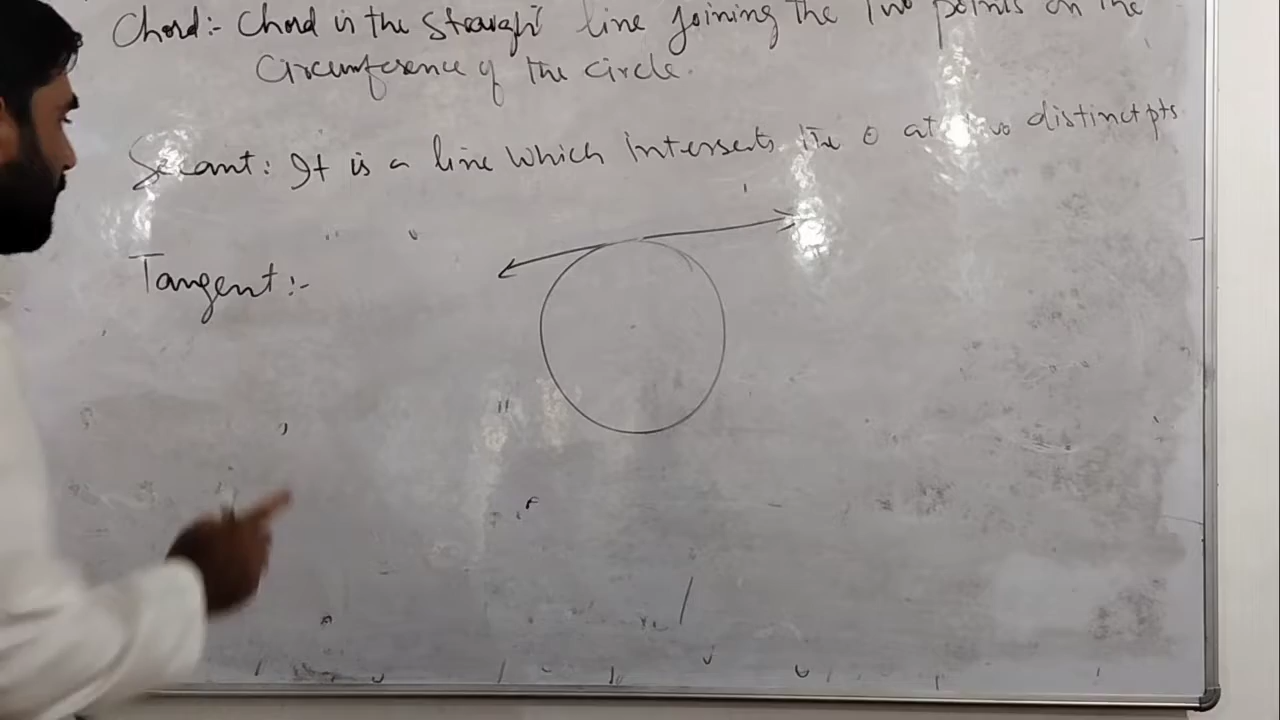 Chord:- Chord is the straight line joining the Two points on the
Circumference of the circle.
Secant: It is a line which intersects the ⊙ at two distinct pts
Tangent:-